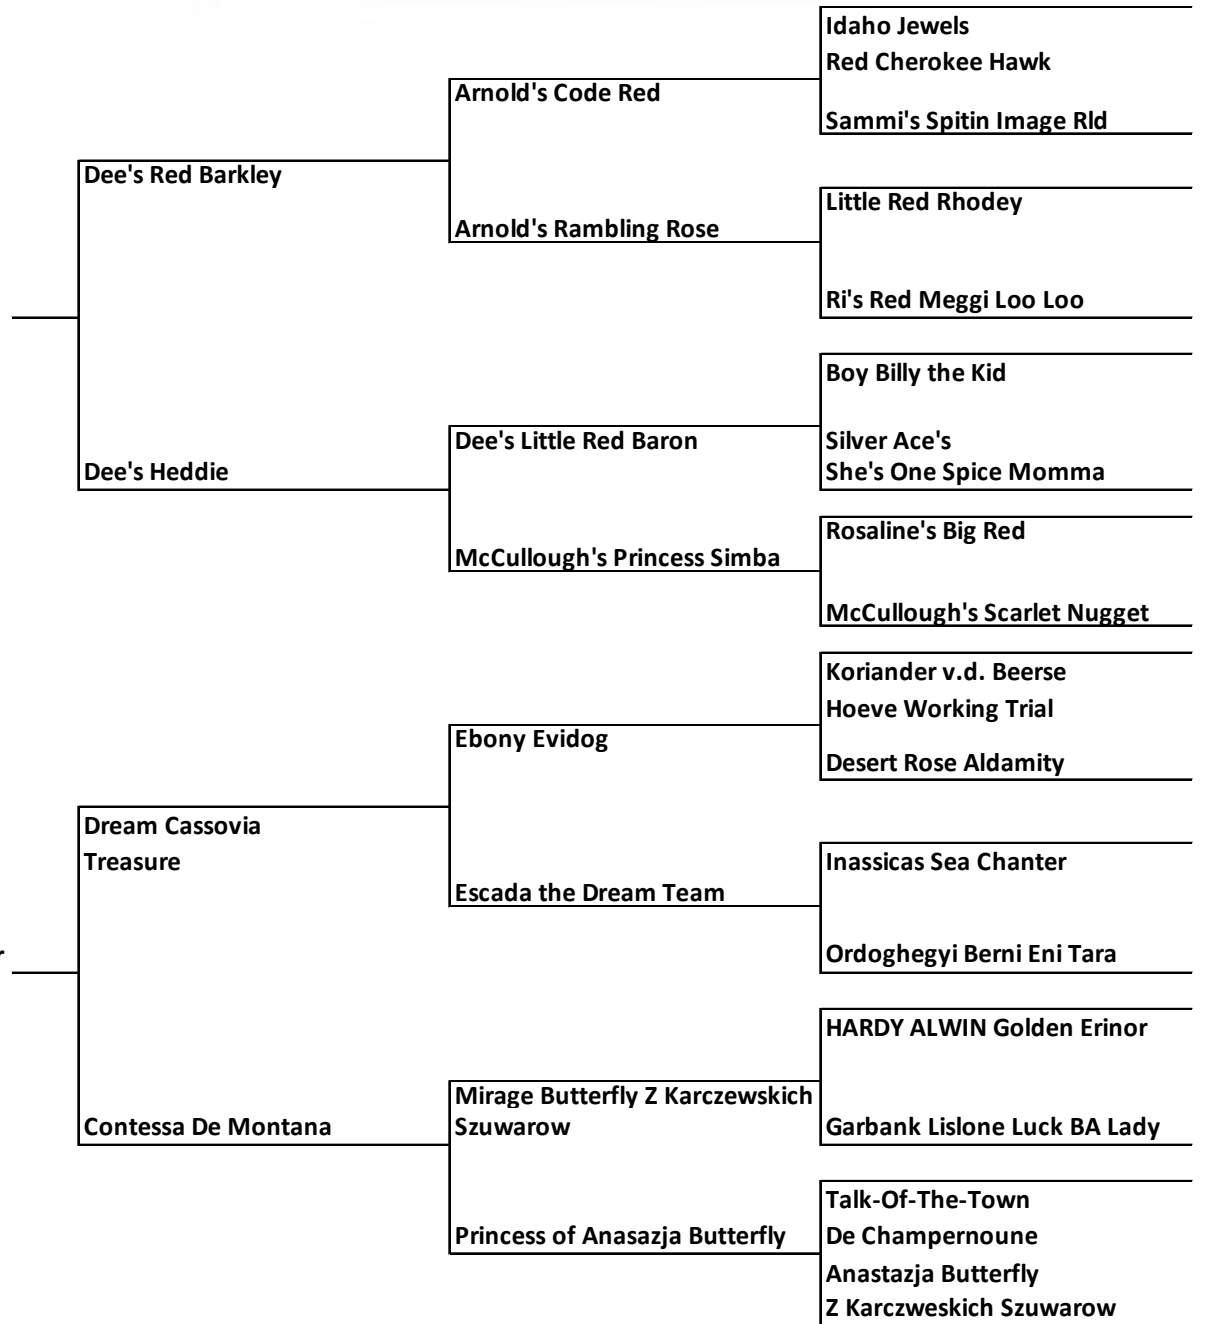 Idaho Jewels
Red Cherokee Hawk
Arnold's Code Red
Sammi's Spitin Image Rld
Dee's Red Barkley
Little Red Rhodey
Arnold's Rambling Rose
Ri's Red Meggi Loo Loo
Boy Billy the Kid
Dee's Little Red Baron
Silver Ace's
Dee's Heddie
She's One Spice Momma
Rosaline's Big Red
McCullough's Princess Simba
McCullough's Scarlet Nugget
Koriander v.d. Beerse
Hoeve Working Trial
Ebony Evidog
Desert Rose Aldamity
Dream Cassovia
Treasure
Inassicas Sea Chanter
Escada the Dream Team
Ordoghegyi Berni Eni Tara
HARDY ALWIN Golden Erinor
Mirage Butterfly Z Karczewskich
Szuwarow
Contessa De Montana
Garbank Lislone Luck BA Lady
Talk-Of-The-Town
De Champernoune
Princess of Anasazja Butterfly
Anastazja Butterfly
Z Karczweskich Szuwarow